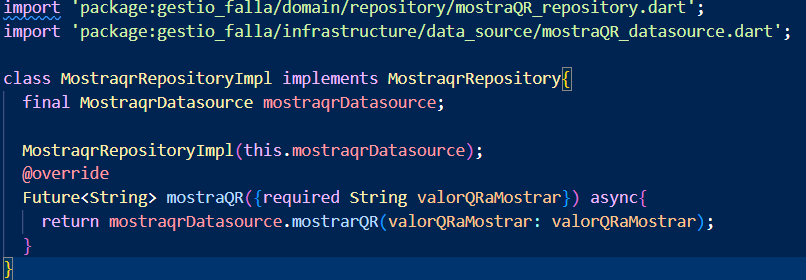 import 'package:gestio_falla/domain/repository/mostraQR_repository.dart';
import 'package:gestio_falla/infrastructure/data_source/mostraQR_datasource.dart';
class MostraqrRepositoryImpl implements MostraqrRepository{
final MostraqrDatasource mostraqrDatasource;
MostraqrRepositoryImpl(this.mostraqrDatasource);
@override
Future<String> mostraQR({required String valorQRaMostrar}) async{
return mostraqrDatasource.mostrarQR(valorQRaMostrar: valorQRaMostrar);
}
}